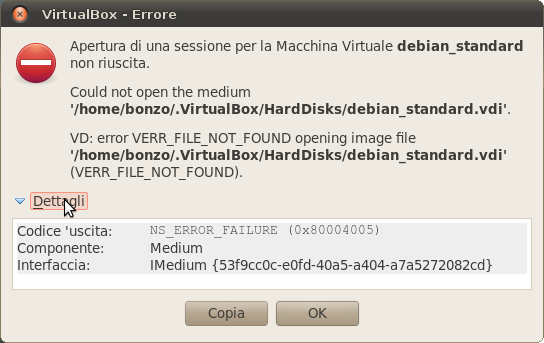 VirtualBox - Errore
Apertura di una sessione per la Macchina Virtuale debian_standard
non riuscita.
Could not open the medium
'/home/bonzo/.VirtualBox/HardDisks/debian_standard.vdi'.
VD: error VERR_FILE_NOT_FOUND opening image file
'/home/bonzo/.VirtualBox/HardDisks/debian_standard.vdi'
(VERR_FILE_NOT_FOUND).
Dettagli
Codice 'uscita: NS_ERROR_FAILURE (0x80004005)
Componente: Medium
Interfaccia: IMedium {53f9cc0c-e0fd-40a5-a404-a7a5272082cd}
Copia OK